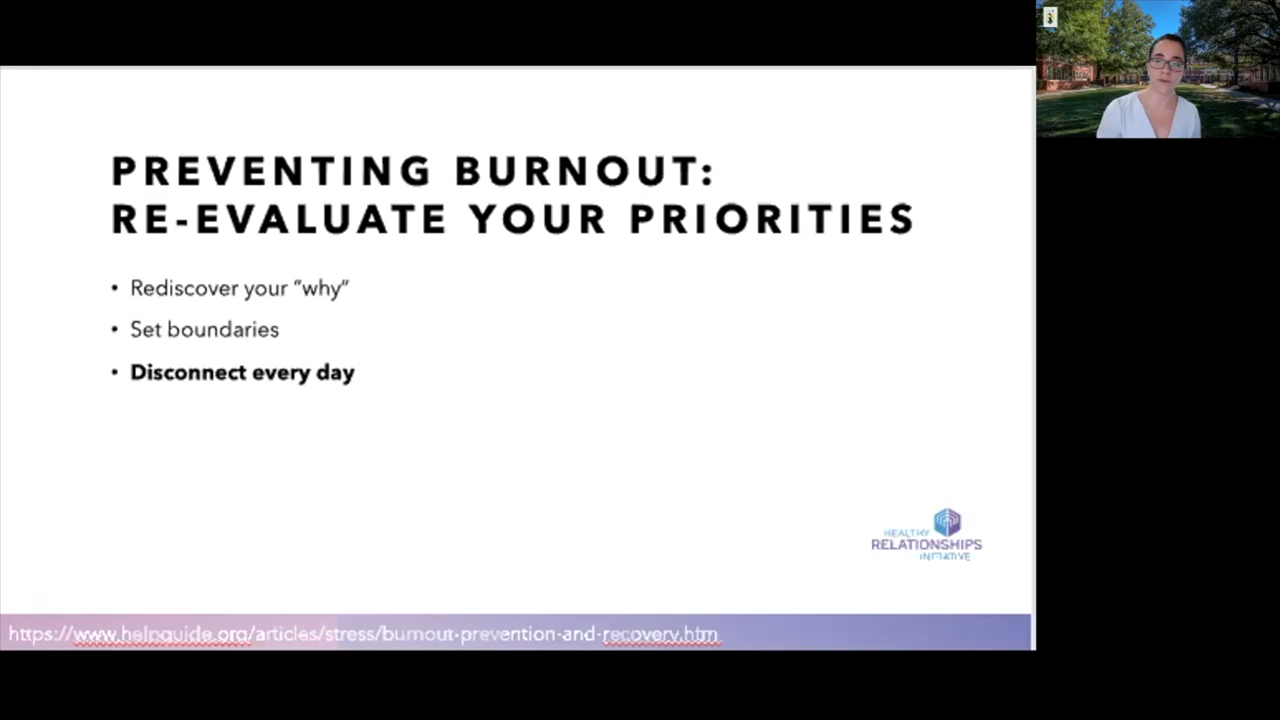 PREVENTING BURNOUT:
RE-EVALUATE YOUR PRIORITIES
• Rediscover your “why”
• Set boundaries
• Disconnect every day
HEALTHY
RELATIONSHIPS
INITIATIVE
https://www.helpguide.org/articles/stress/burnout-prevention-and-recovery.htm